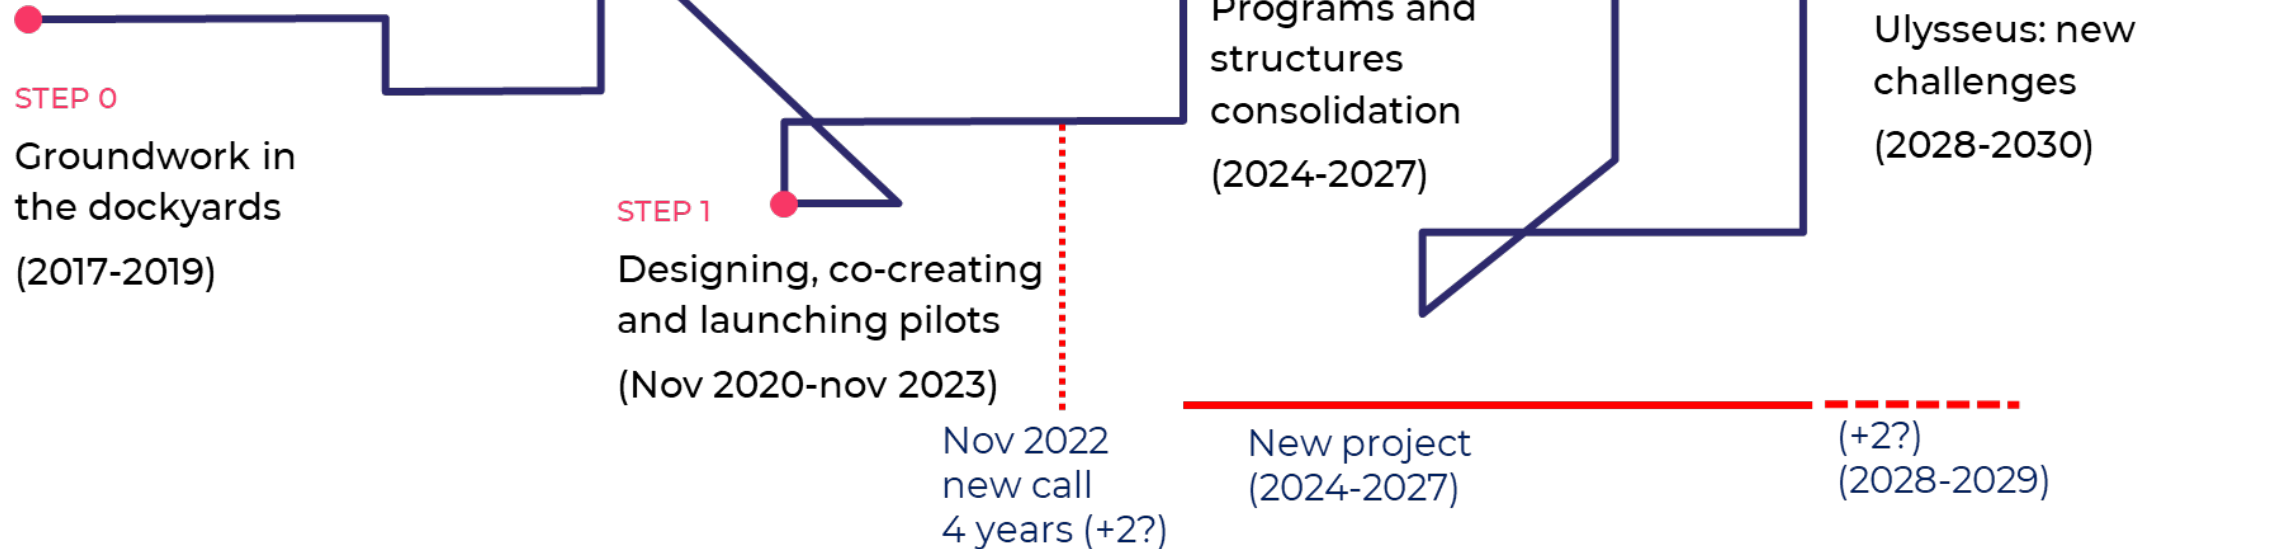 STEP 0
Groundwork in
the dockyards
(2017-2019)
STEP 1
Designing, co-creating
and launching pilots
(Nov 2020-nov 2023)
Nov 2022
new call
4 years (+2?)
Programs and
structures
consolidation
(2024-2027)
New project
(2024-2027)
Ulysseus: new
challenges
(2028-2030)
(+2?)
(2028-2029)